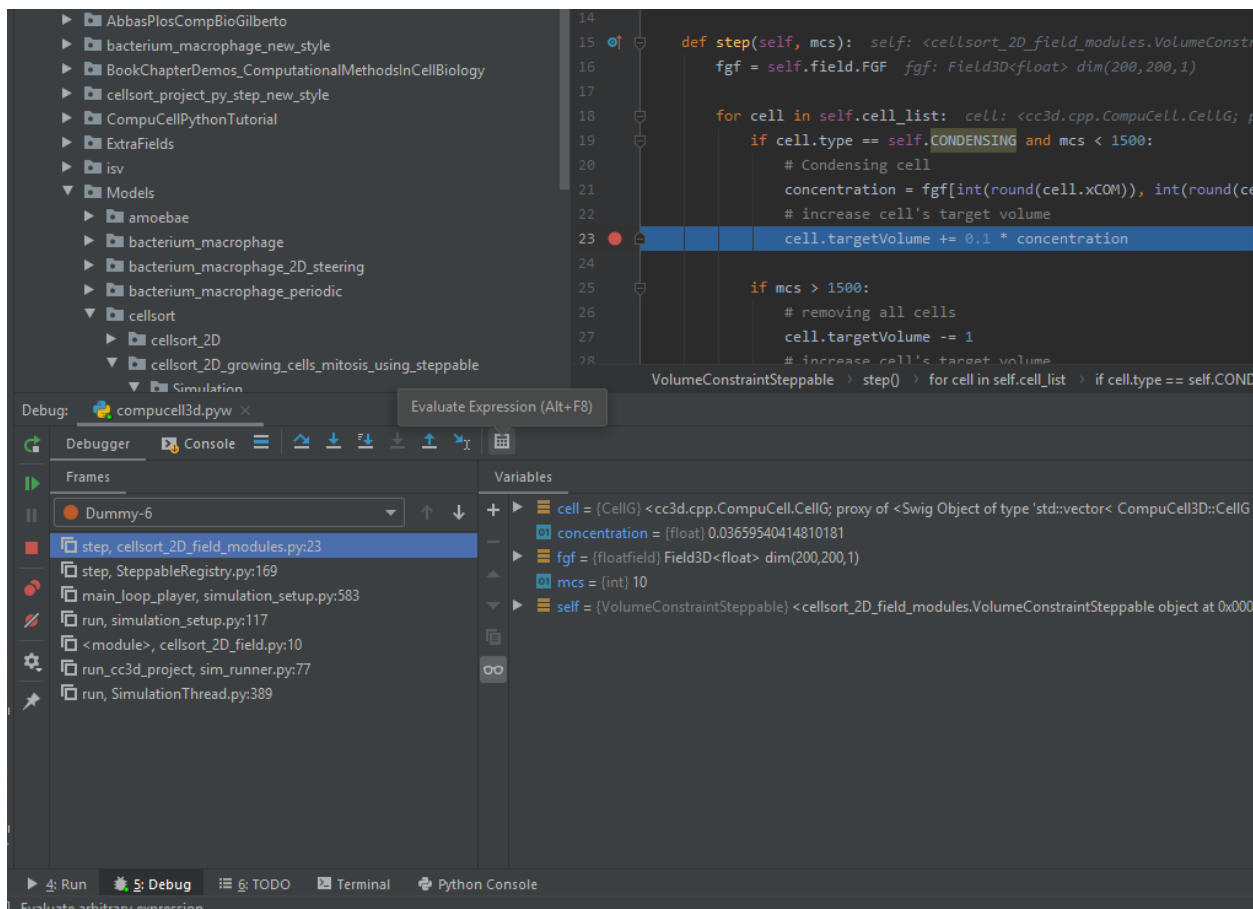 AbbasPlosCompBioGilberto
bacterium_macrophage_new_style
BookChapterDemos_ComputationalMethodsInCellBiology
cellsort_project_py_step_new_style
CompuCellPythonTutorial
ExtraFields
isv
Models
amoebae
bacterium_macrophage
bacterium_macrophage_2D_steering
bacterium_macrophage_periodic
cellsort
cellsort_2D
cellsort_2D_growing_cells_mitosis_using_steppable
Simulation
14
15 def step(self, mcs): self: <cellsort_2D_field_modules.VolumeConstr
16 fgf = self.field.FGF fgf: Field3D<float> dim(200,200,1)
17
18 for cell in self.cell_list: cell: <cc3d.cpp.CompuCell.CellG; p
19 if cell.type == self.CONDENSING and mcs < 1500:
20 # Condensing cell
21 concentration = fgf[int(round(cell.xCOM)), int(round(ce
22 # increase cell's target volume
23 cell.targetVolume += 0.1 * concentration
24
25 if mcs > 1500:
26 # removing all cells
27 cell.targetVolume -= 1
28 # increase cell's target volume
VolumeConstraintSteppable > step() > for cell in self.cell_list > if cell.type == self.COND
Debug: compucell3d.pyw ×
Evaluate Expression (Alt+F8)
Debugger Console
Frames
Variables
Dummy-6
step, cellsort_2D_field_modules.py:23
step, SteppableRegistry.py:169
main_loop_player, simulation_setup.py:583
run, simulation_setup.py:117
<module>, cellsort_2D_field.py:10
run_cc3d_project, sim_runner.py:77
run, SimulationThread.py:389
cell = {CellG} <cc3d.cpp.CompuCell.CellG; proxy of <Swig Object of type 'std::vector< CompuCell3D::CellG
concentration = {float} 0.03659540414810181
fgf = {floatfield} Field3D<float> dim(200,200,1)
mcs = {int} 10
self = {VolumeConstraintSteppable} <cellsort_2D_field_modules.VolumeConstraintSteppable object at 0x000
4: Run 5: Debug 6: TODO Terminal Python Console
Evaluate arbitrary expression